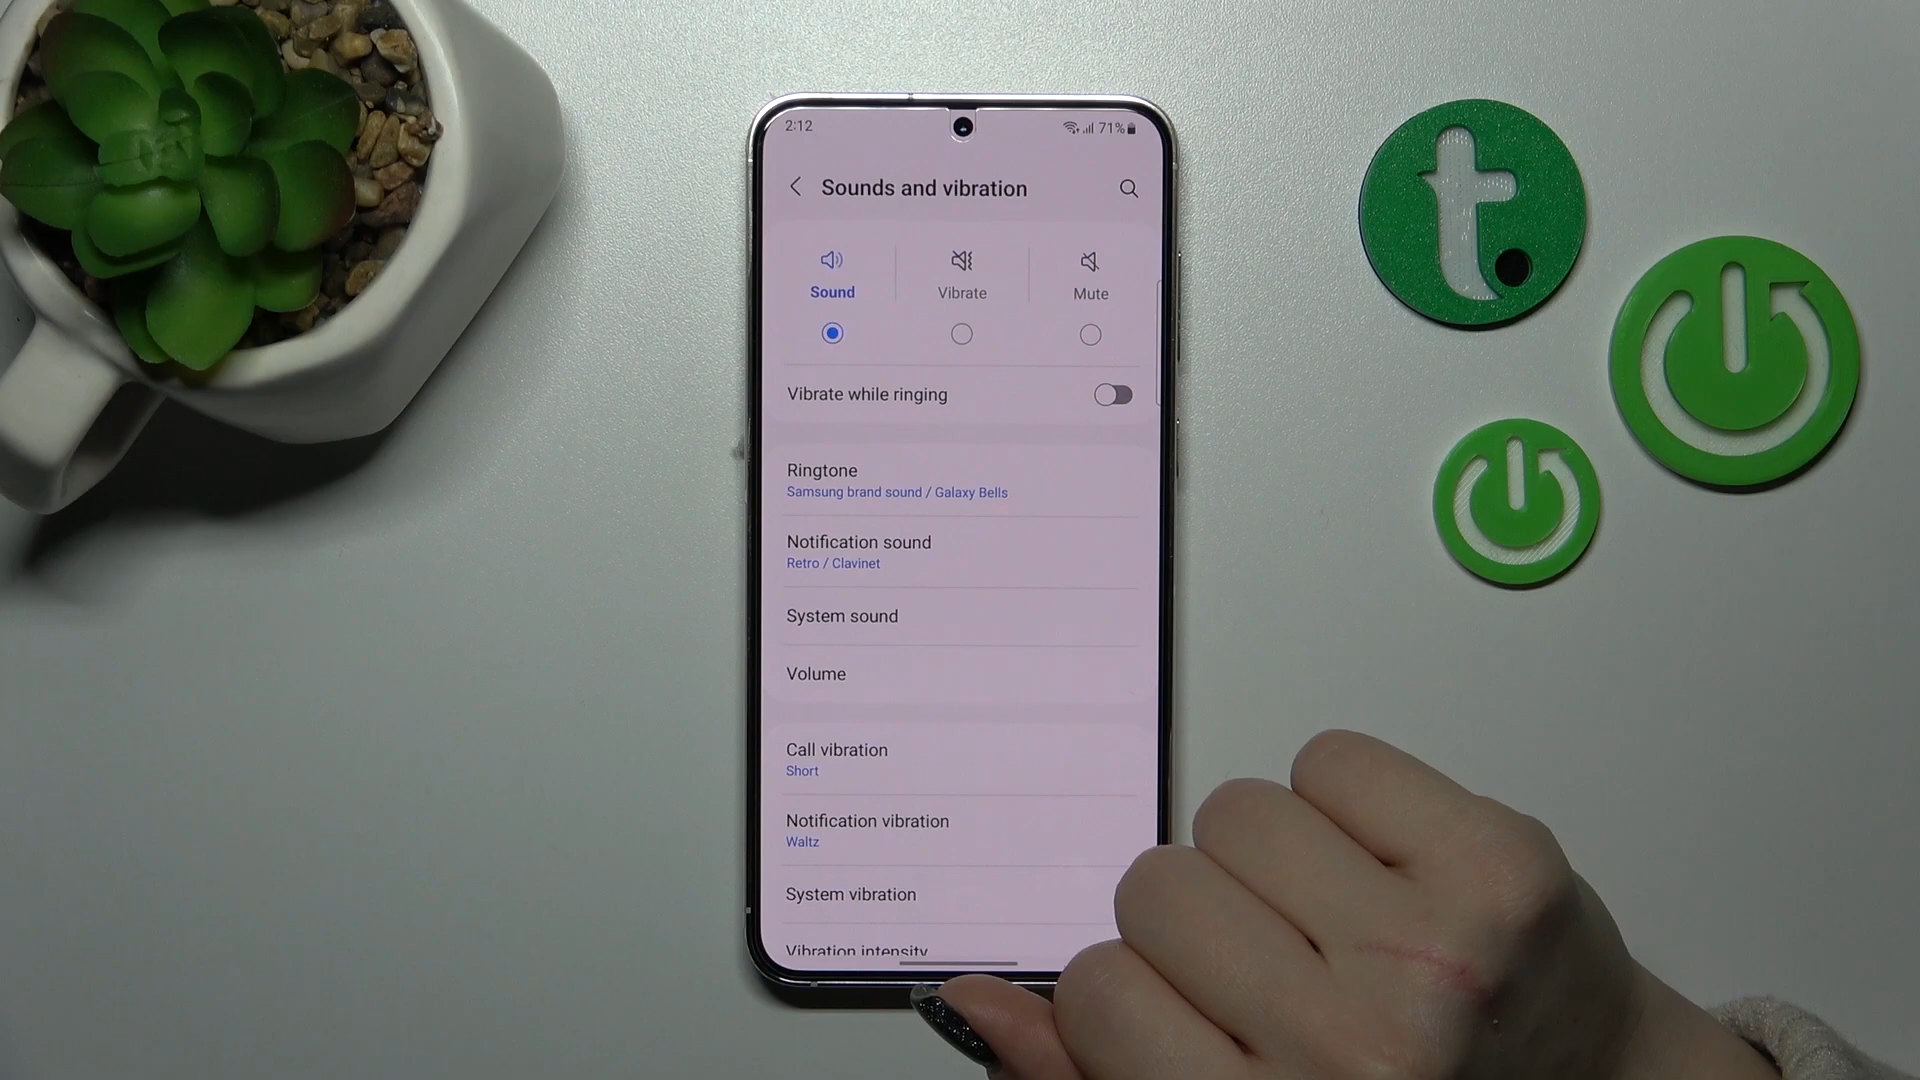 2:12
71%
Sounds and vibration
Sound
Vibrate
Mute
Vibrate while ringing
Ringtone
Samsung brand sound / Galaxy Bells
Notification sound
Retro / Clavinet
System sound
Volume
Call vibration
Short
Notification vibration
Waltz
System vibration
Vibration intensity
t.